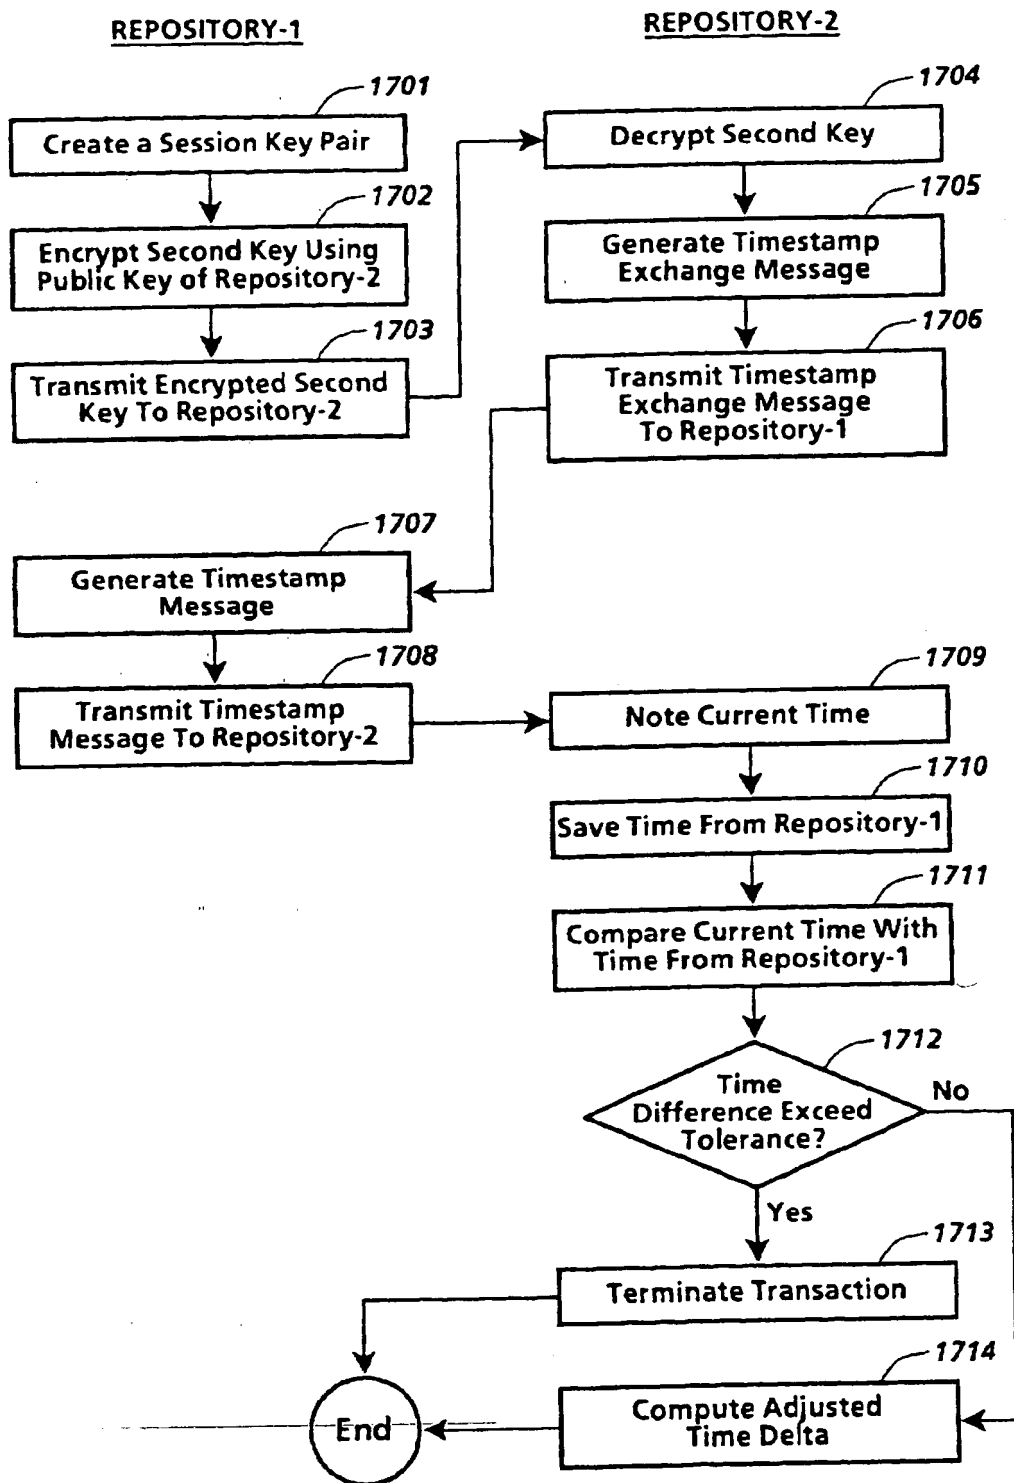 REPOSITORY-1
REPOSITORY-2
1701
Create a Session Key Pair
1702
Encrypt Second Key Using
Public Key of Repository-2
1703
Transmit Encrypted Second
Key To Repository-2
1704
Decrypt Second Key
1705
Generate Timestamp
Exchange Message
1706
Transmit Timestamp
Exchange Message
To Repository-1
1707
Generate Timestamp
Message
1708
Transmit Timestamp
Message To Repository-2
1709
Note Current Time
1710
Save Time From Repository-1
1711
Compare Current Time With
Time From Repository-1
1712
Time
Difference Exceed
Tolerance?
No
Yes
1713
Terminate Transaction
1714
Compute Adjusted
Time Delta
End